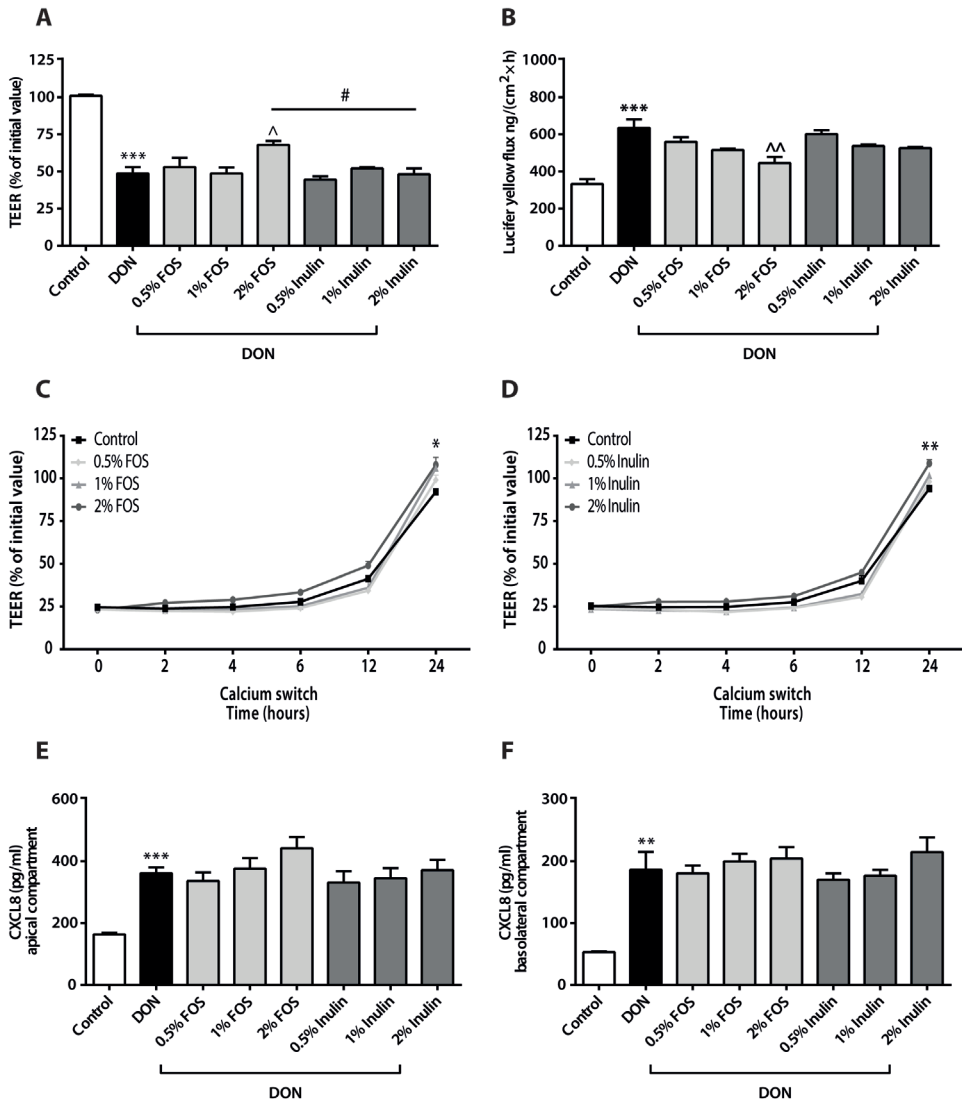 A
TEER (% of initial value)
125
100
75
50
25
0
***
^
#
Control
DON
0.5% FOS
1% FOS
2% FOS
0.5% Inulin
1% Inulin
2% Inulin
DON
B
Lucifer yellow flux ng/(cm²×h)
1000
800
600
400
200
0
***
^^
Control
DON
0.5% FOS
1% FOS
2% FOS
0.5% Inulin
1% Inulin
2% Inulin
DON
C
TEER (% of initial value)
125
100
75
50
25
0
Control
0.5% FOS
1% FOS
2% FOS
*
0 2 4 6 12 24
Calcium switch
Time (hours)
D
TEER (% of initial value)
125
100
75
50
25
0
Control
0.5% Inulin
1% Inulin
2% Inulin
**
0 2 4 6 12 24
Calcium switch
Time (hours)
E
CXCL8 (pg/ml)
apical compartment
600
400
200
0
***
Control
DON
0.5% FOS
1% FOS
2% FOS
0.5% Inulin
1% Inulin
2% Inulin
DON
F
CXCL8 (pg/ml)
basolateral compartment
300
200
100
0
**
Control
DON
0.5% FOS
1% FOS
2% FOS
0.5% Inulin
1% Inulin
2% Inulin
DON